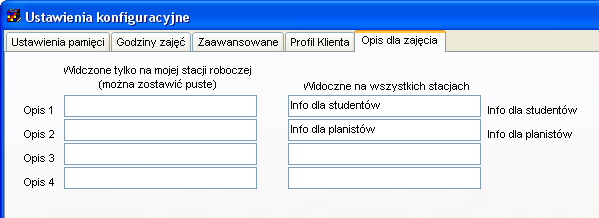 Ustawienia konfiguracyjne
Ustawienia pamięci Godziny zajęć Zaawansowane Profil Klienta Opis dla zajęcia
Widczone tylko na mojej stacji roboczej
(można zostawić puste)
Widoczne na wszystkich stacjach
Opis 1 Info dla studentów Info dla studentów
Opis 2 Info dla planistów Info dla planistów
Opis 3
Opis 4